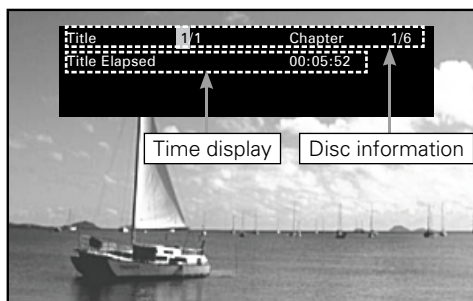 Title 1/1 Chapter 1/6
Title Elapsed 00:05:52
Time display Disc information